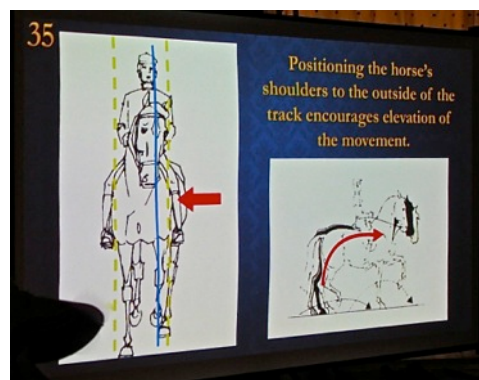 35
Positioning the horse's
shoulders to the outside of the
track encourages elevation of
the movement.